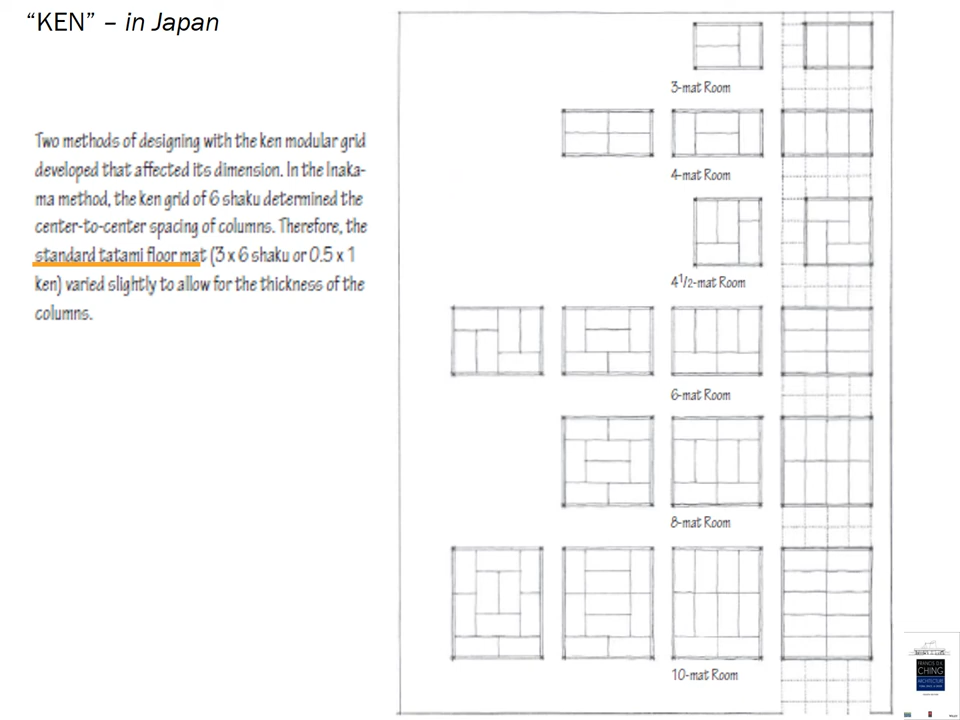 “KEN” – in Japan
Two methods of designing with the ken modular grid
developed that affected its dimension. In the Inaka-
ma method, the ken grid of 6 shaku determined the
center-to-center spacing of columns. Therefore, the
standard tatami floor mat (3 x 6 shaku or 0.5 x 1
ken) varied slightly to allow for the thickness of the
columns.
3-mat Room
4-mat Room
4 1/2-mat Room
6-mat Room
8-mat Room
10-mat Room
FRANCIS D.K.
CHING
ARCHITECTURE